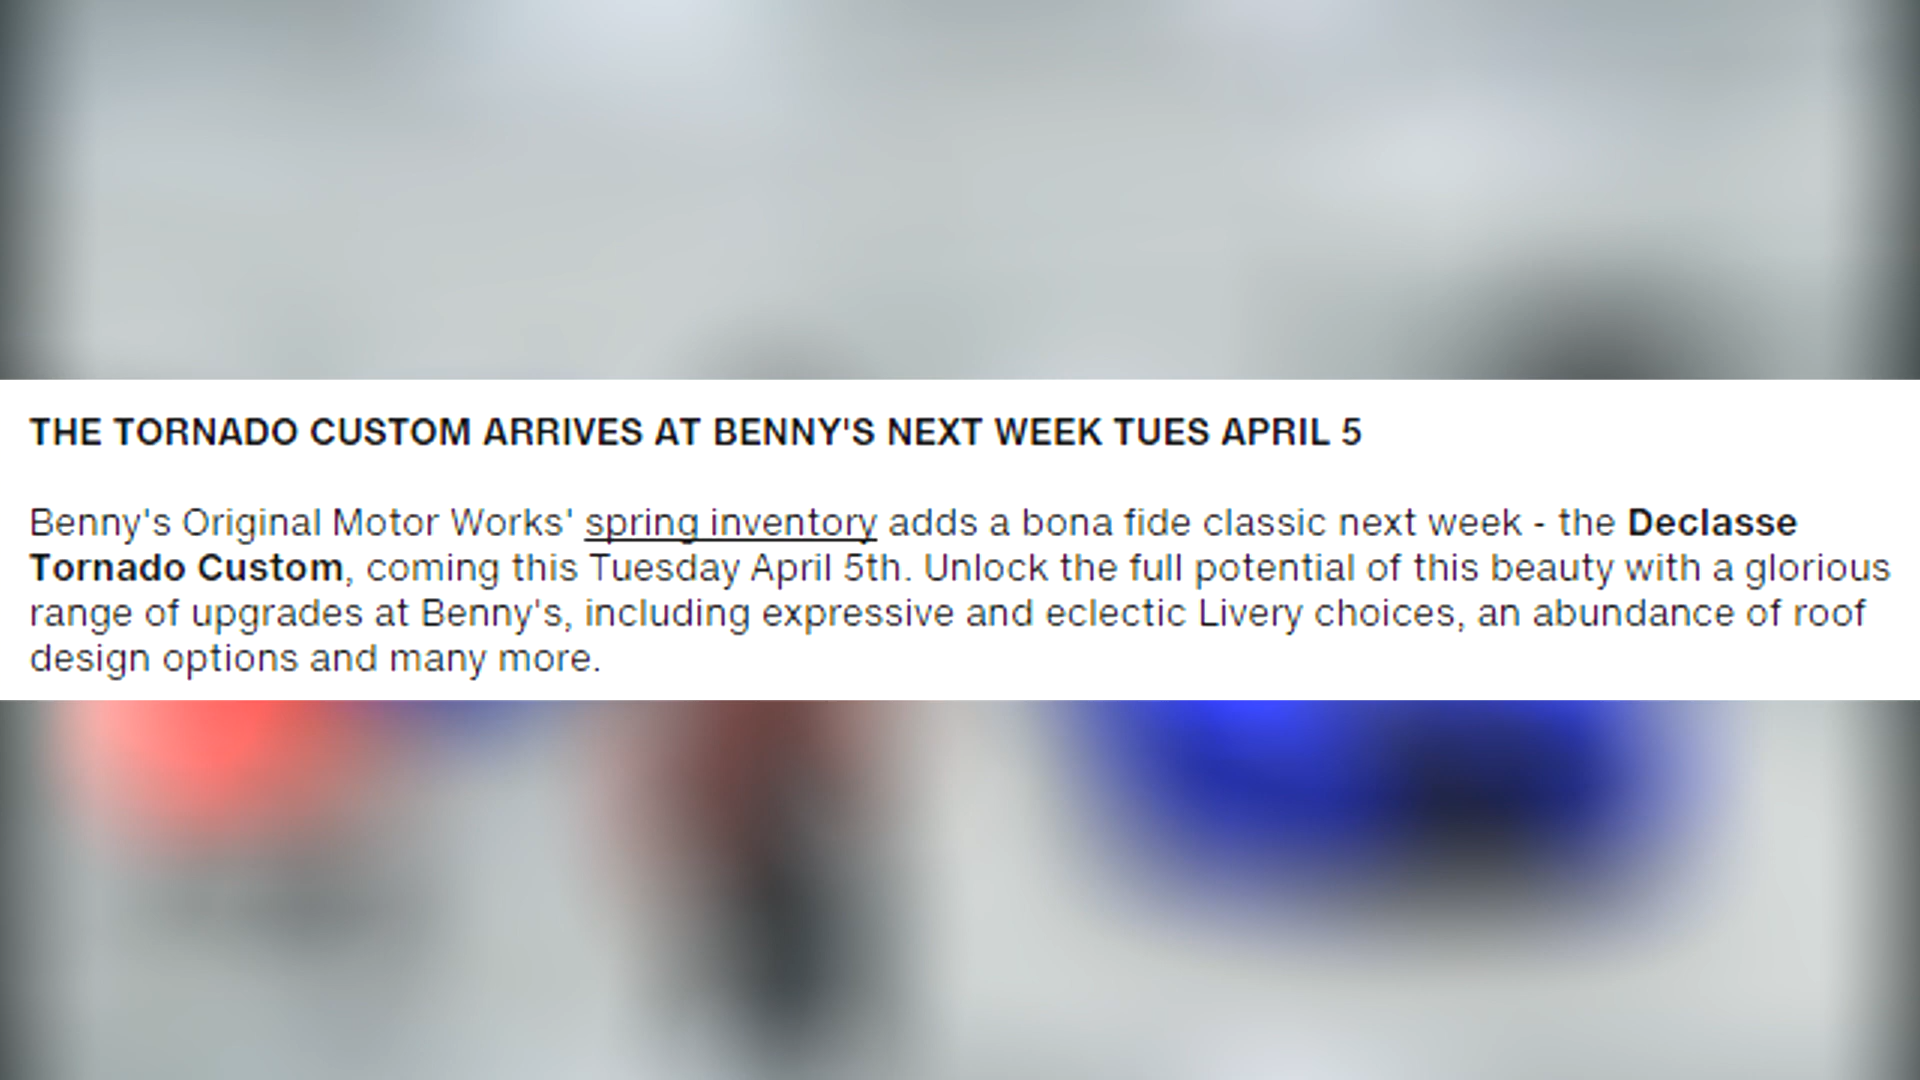 THE TORNADO CUSTOM ARRIVES AT BENNY'S NEXT WEEK TUES APRIL 5
Benny's Original Motor Works' spring inventory adds a bona fide classic next week - the Declasse
Tornado Custom, coming this Tuesday April 5th. Unlock the full potential of this beauty with a glorious
range of upgrades at Benny's, including expressive and eclectic Livery choices, an abundance of roof
design options and many more.